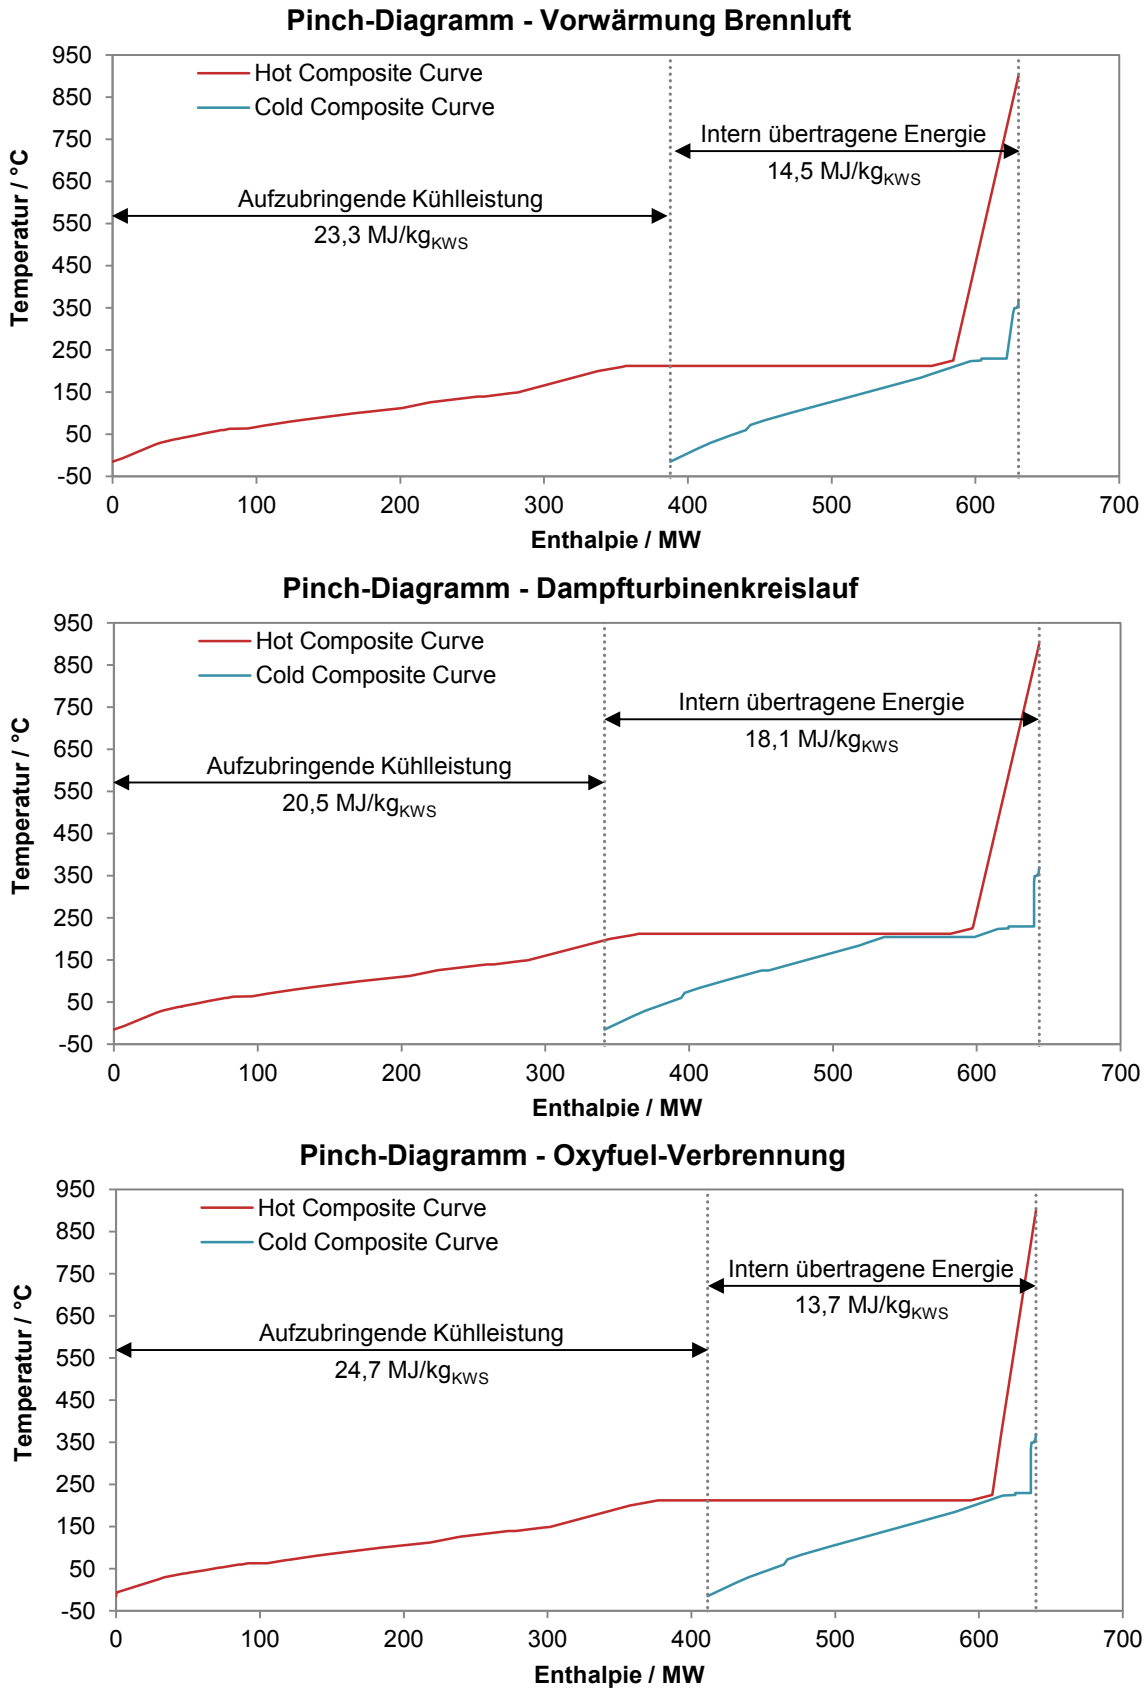 Pinch-Diagramm - Vorwärmung Brennluft
950
850
750
650
550
450
350
250
150
50
-50
Temperatur / °C
Hot Composite Curve
Cold Composite Curve
Intern übertragene Energie
14,5 MJ/kgKWS
Aufzubringende Kühlleistung
23,3 MJ/kgKWS
0 100 200 300 400 500 600 700
Enthalpie / MW
Pinch-Diagramm - Dampfturbinenkreislauf
950
850
750
650
550
450
350
250
150
50
-50
Temperatur / °C
Hot Composite Curve
Cold Composite Curve
Intern übertragene Energie
18,1 MJ/kgKWS
Aufzubringende Kühlleistung
20,5 MJ/kgKWS
0 100 200 300 400 500 600 700
Enthalpie / MW
Pinch-Diagramm - Oxyfuel-Verbrennung
950
850
750
650
550
450
350
250
150
50
-50
Temperatur / °C
Hot Composite Curve
Cold Composite Curve
Intern übertragene Energie
13,7 MJ/kgKWS
Aufzubringende Kühlleistung
24,7 MJ/kgKWS
0 100 200 300 400 500 600 700
Enthalpie / MW